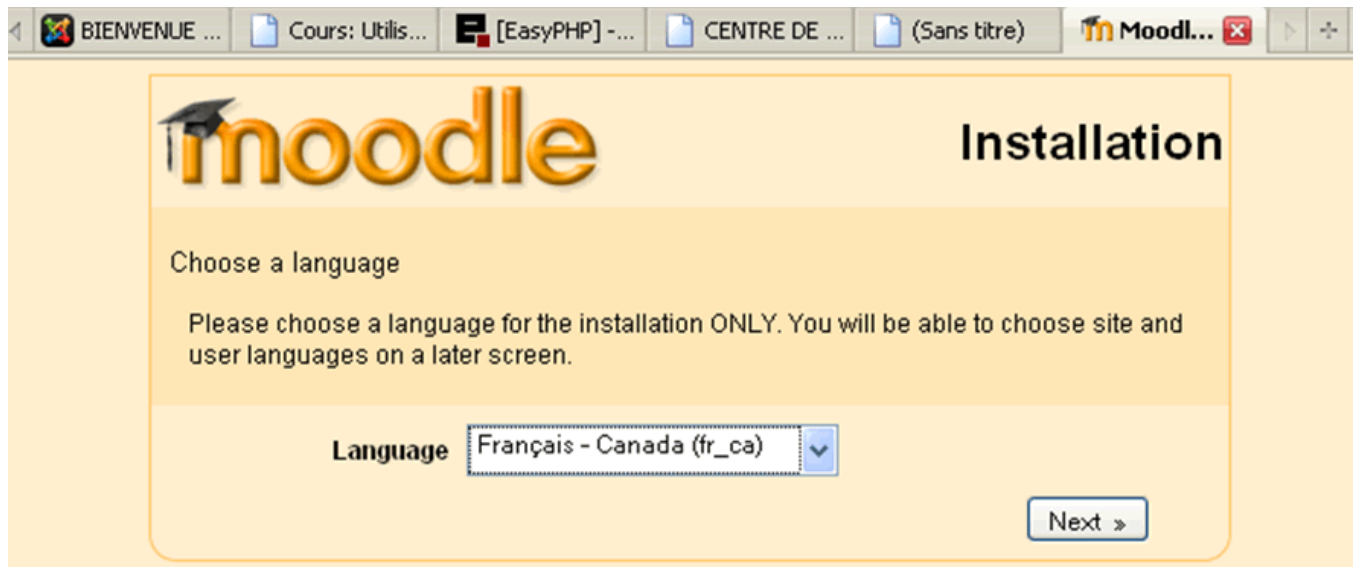 BIENVENUE ... Cours: Utilis... [EasyPHP] -... CENTRE DE ... (Sans titre) Moodl...
moodle
Installation
Choose a language
Please choose a language for the installation ONLY. You will be able to choose site and
user languages on a later screen.
Language Français - Canada (fr_ca)
Next »